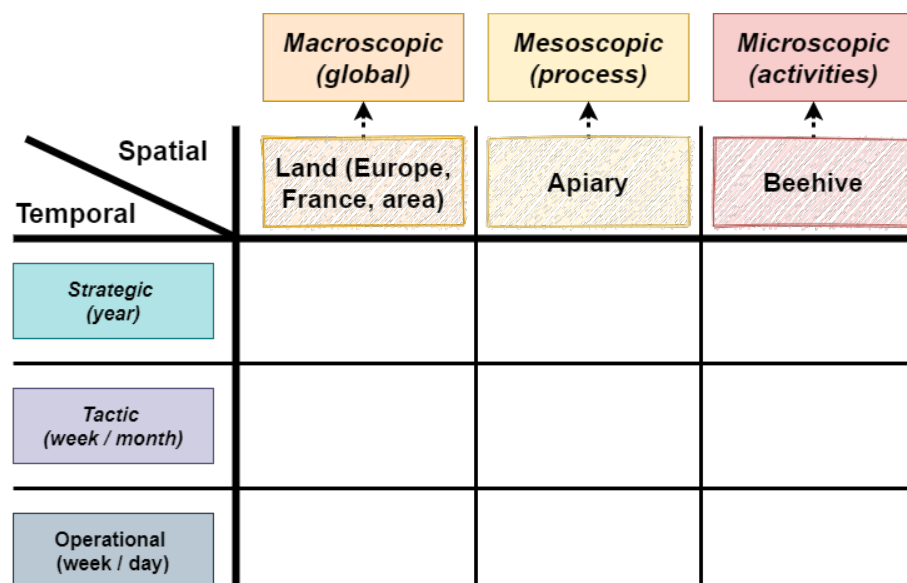 Macroscopic
(global)
Mesoscopic
(process)
Microscopic
(activities)
Spatial
Temporal
Land (Europe,
France, area)
Apiary
Beehive
Strategic
(year)
Tactic
(week / month)
Operational
(week / day)